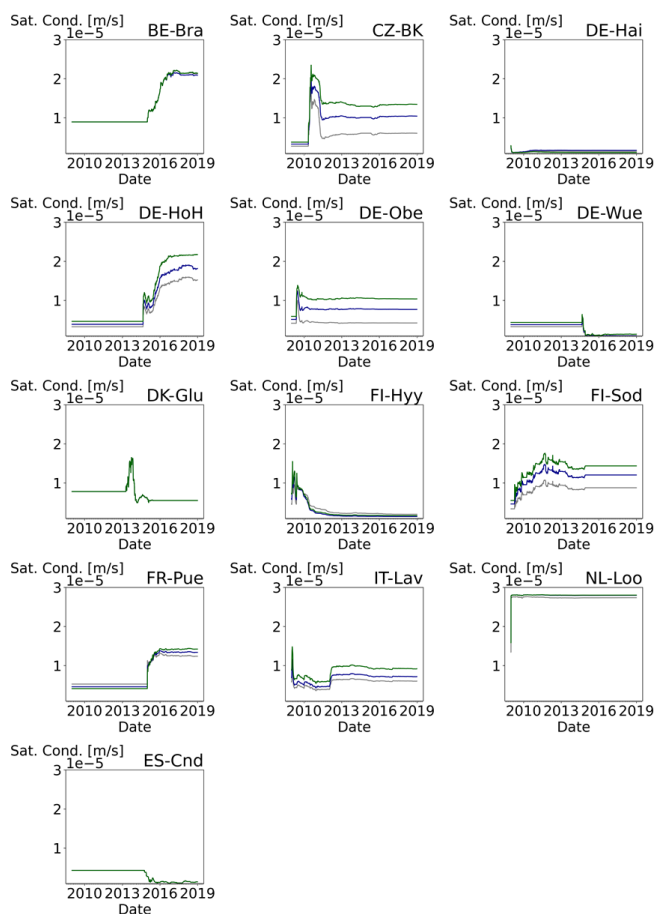 Sat. Cond. [m/s] 1e−5 BE-Bra
3
2
1
2010 2013 2016 2019
Date
Sat. Cond. [m/s] 1e−5 CZ-BK
3
2
1
2010 2013 2016 2019
Date
Sat. Cond. [m/s] 1e−5 DE-Hai
3
2
1
2010 2013 2016 2019
Date
Sat. Cond. [m/s] 1e−5 DE-HoH
3
2
1
2010 2013 2016 2019
Date
Sat. Cond. [m/s] 1e−5 DE-Obe
3
2
1
2010 2013 2016 2019
Date
Sat. Cond. [m/s] 1e−5 DE-Wue
3
2
1
2010 2013 2016 2019
Date
Sat. Cond. [m/s] 1e−5 DK-Glu
3
2
1
2010 2013 2016 2019
Date
Sat. Cond. [m/s] 1e−5 FI-Hyy
3
2
1
2010 2013 2016 2019
Date
Sat. Cond. [m/s] 1e−5 FI-Sod
3
2
1
2010 2013 2016 2019
Date
Sat. Cond. [m/s] 1e−5 FR-Pue
3
2
1
2010 2013 2016 2019
Date
Sat. Cond. [m/s] 1e−5 IT-Lav
3
2
1
2010 2013 2016 2019
Date
Sat. Cond. [m/s] 1e−5 NL-Loo
3
2
1
2010 2013 2016 2019
Date
Sat. Cond. [m/s] 1e−5 ES-Cnd
3
2
1
2010 2013 2016 2019
Date